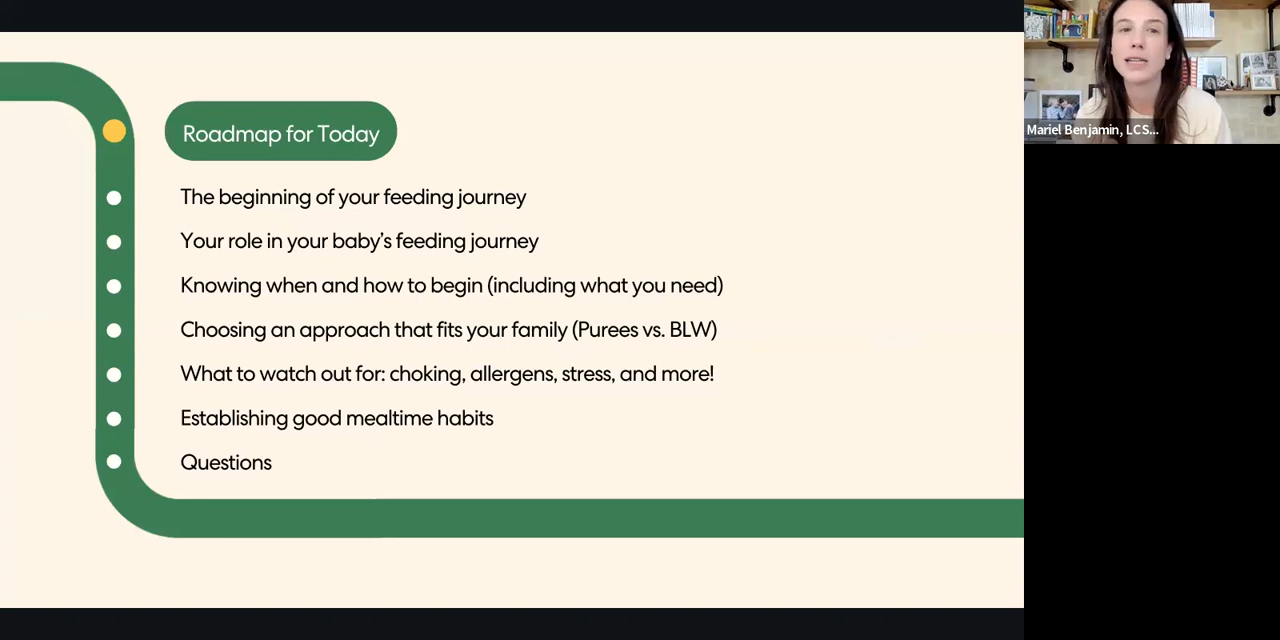 Roadmap for Today
The beginning of your feeding journey
Your role in your baby's feeding journey
Knowing when and how to begin (including what you need)
Choosing an approach that fits your family (Purees vs. BLW)
What to watch out for: choking, allergens, stress, and more!
Establishing good mealtime habits
Questions
Mariel Benjamin, LCS...